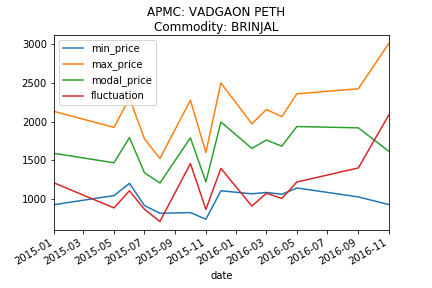 APMC: VADGAON PETH
Commodity: BRINJAL
min_price
max_price
modal_price
fluctuation
3000
2500
2000
1500
1000
2015-01
2015-03
2015-05
2015-07
2015-09
2015-11
2016-01
2016-03
2016-05
2016-07
2016-09
2016-11
date